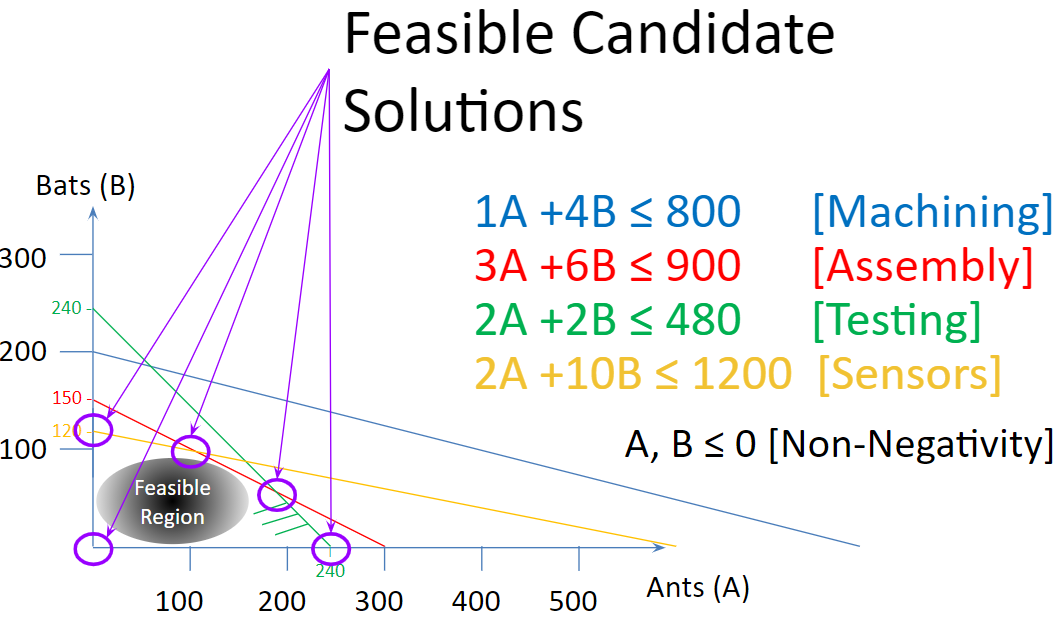 Feasible Candidate
Solutions
Bats (B)
1A +4B ≤ 800 [Machining]
3A +6B ≤ 900 [Assembly]
2A +2B ≤ 480 [Testing]
2A +10B ≤ 1200 [Sensors]
A, B ≤ 0 [Non-Negativity]
300
240
200
150
120
100
Feasible
Region
240
100 200 300 400 500
Ants (A)